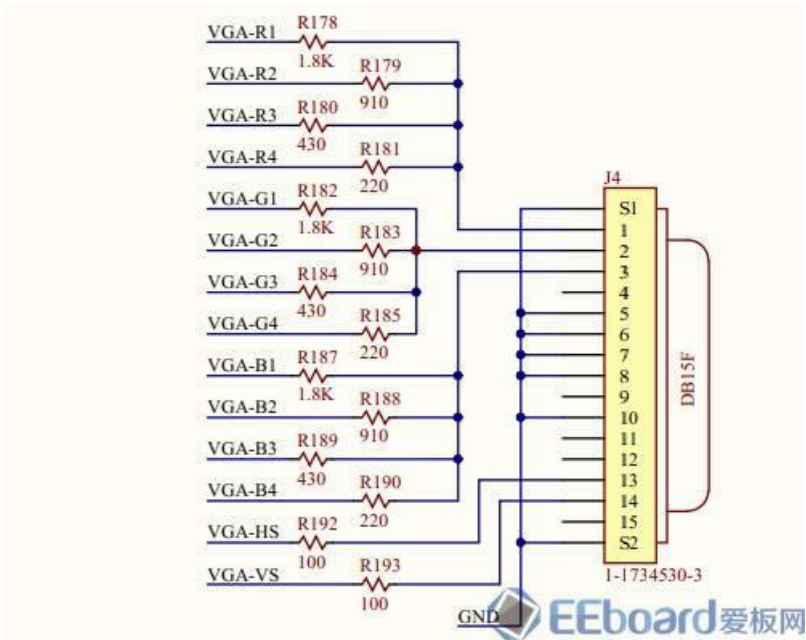 VGA-R1 R178 1.8K
VGA-R2 R179 910
VGA-R3 R180 430
VGA-R4 R181 220
VGA-G1 R182 1.8K
VGA-G2 R183 910
VGA-G3 R184 430
VGA-G4 R185 220
VGA-B1 R187 1.8K
VGA-B2 R188 910
VGA-B3 R189 430
VGA-B4 R190 220
VGA-HS R192 100
VGA-VS R193 100
GND
J4
S1
1
2
3
4
5
6
7
8
9
10
11
12
13
14
15
S2
DB15F
1-1734530-3
EEboard爱板网